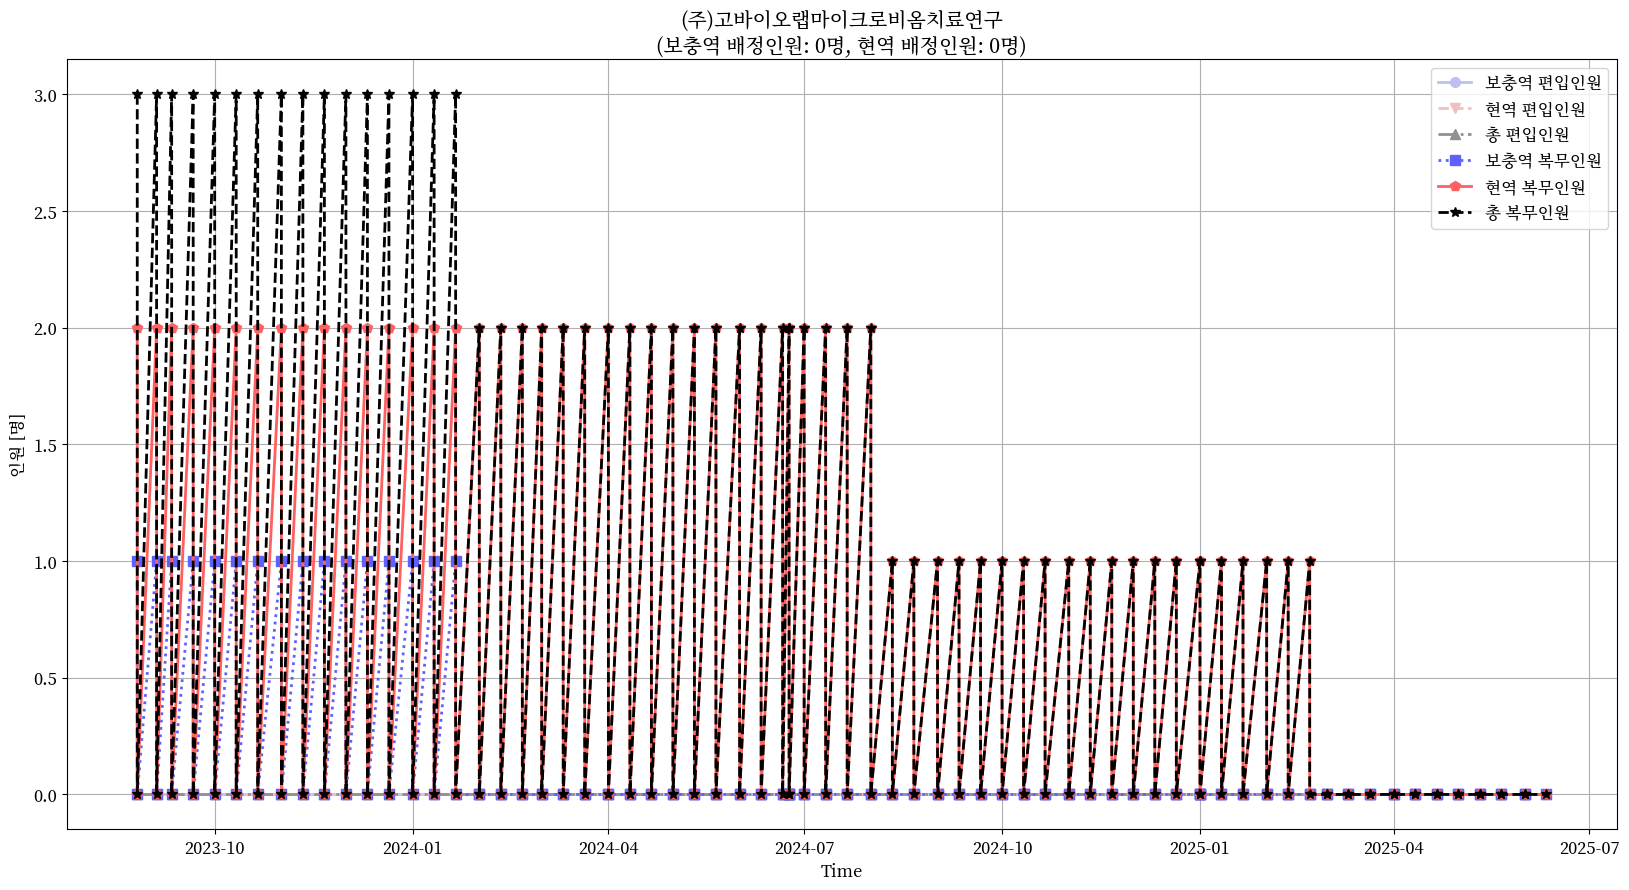 (주)고바이오랩마이크로비옴치료연구
(보충역 배정인원: 0명, 현역 배정인원: 0명)
보충역 편입인원
현역 편입인원
총 편입인원
보충역 복무인원
현역 복무인원
총 복무인원
인원 [명]
3.0
2.5
2.0
1.5
1.0
0.5
0.0
2023-10
2024-01
2024-04
2024-07
2024-10
2025-01
2025-04
2025-07
Time